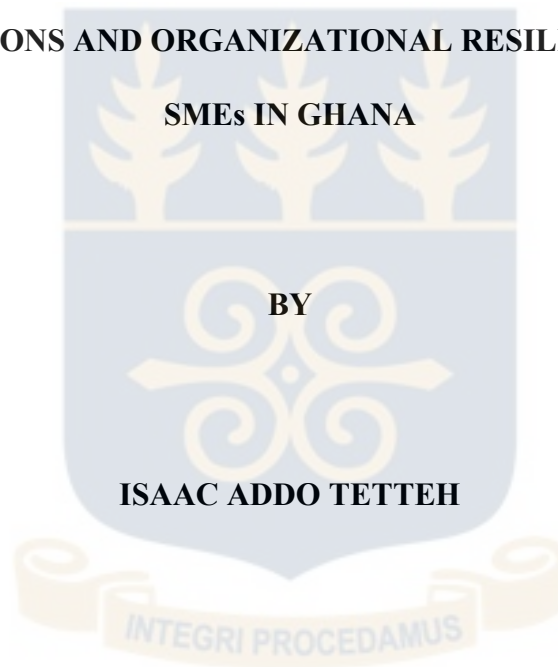 ONS AND ORGANIZATIONAL RESIL
SMEs IN GHANA
BY
ISAAC ADDO TETTEH
INTEGRI PROCEDAMUS